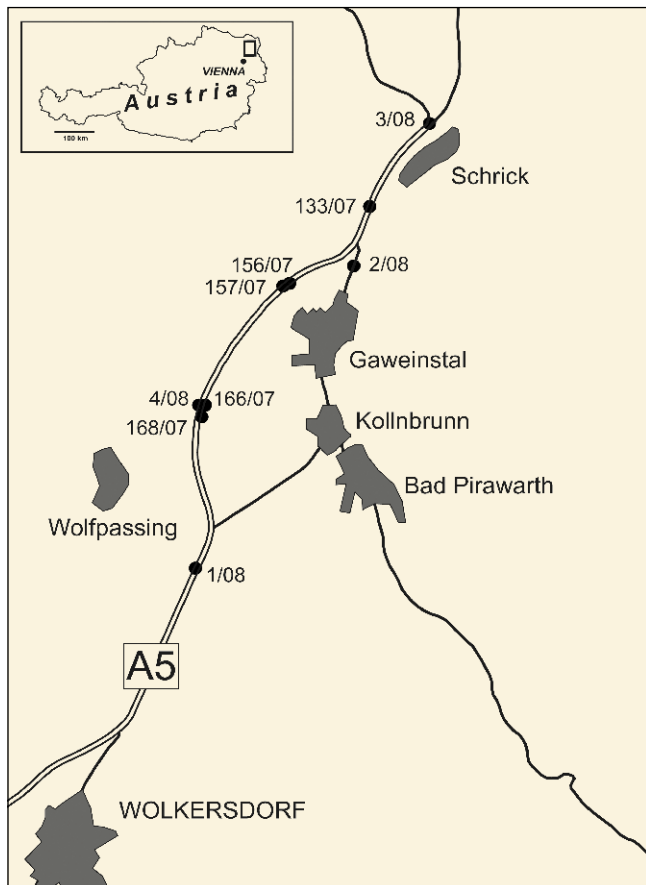 VIENNA
Austria
100 km
3/08
Schrick
133/07
156/07
2/08
157/07
Gaweinstal
4/08 166/07
168/07
Kollnbrunn
Bad Pirawarth
Wolfpassing
1/08
A5
WOLKERSDORF